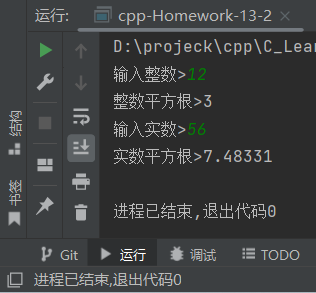 运行: cpp-Homework-13-2
D:\projeck\cpp\C_Lea
输入整数>12
整数平方根>3
输入实数>56
实数平方根>7.48331
进程已结束,退出代码0
结构
书签
Git 运行 调试 TODO
进程已结束,退出代码0